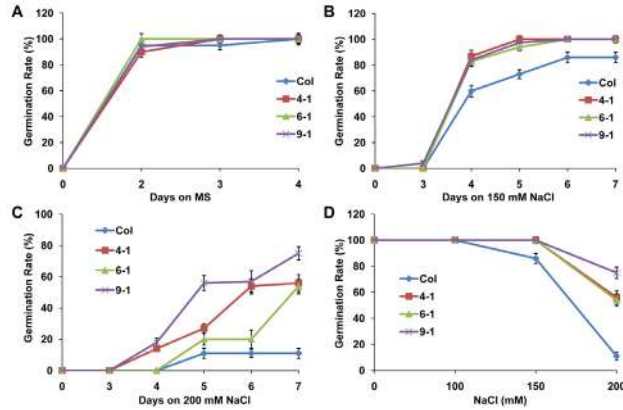 A
Germination Rate (%)
120
100
80
60
40
20
0
0 2 3 4
Days on MS
Col
4-1
6-1
9-1
B
Germination Rate (%)
120
100
80
60
40
20
0
0 3 4 5 6 7
Days on 150 mM NaCl
Col
4-1
6-1
9-1
C
Germination Rate (%)
80
60
40
20
0
0 3 4 5 6 7
Days on 200 mM NaCl
Col
4-1
6-1
9-1
D
Germination Rate (%)
120
100
80
60
40
20
0
0 100 150 200
NaCl (mM)
Col
4-1
6-1
9-1